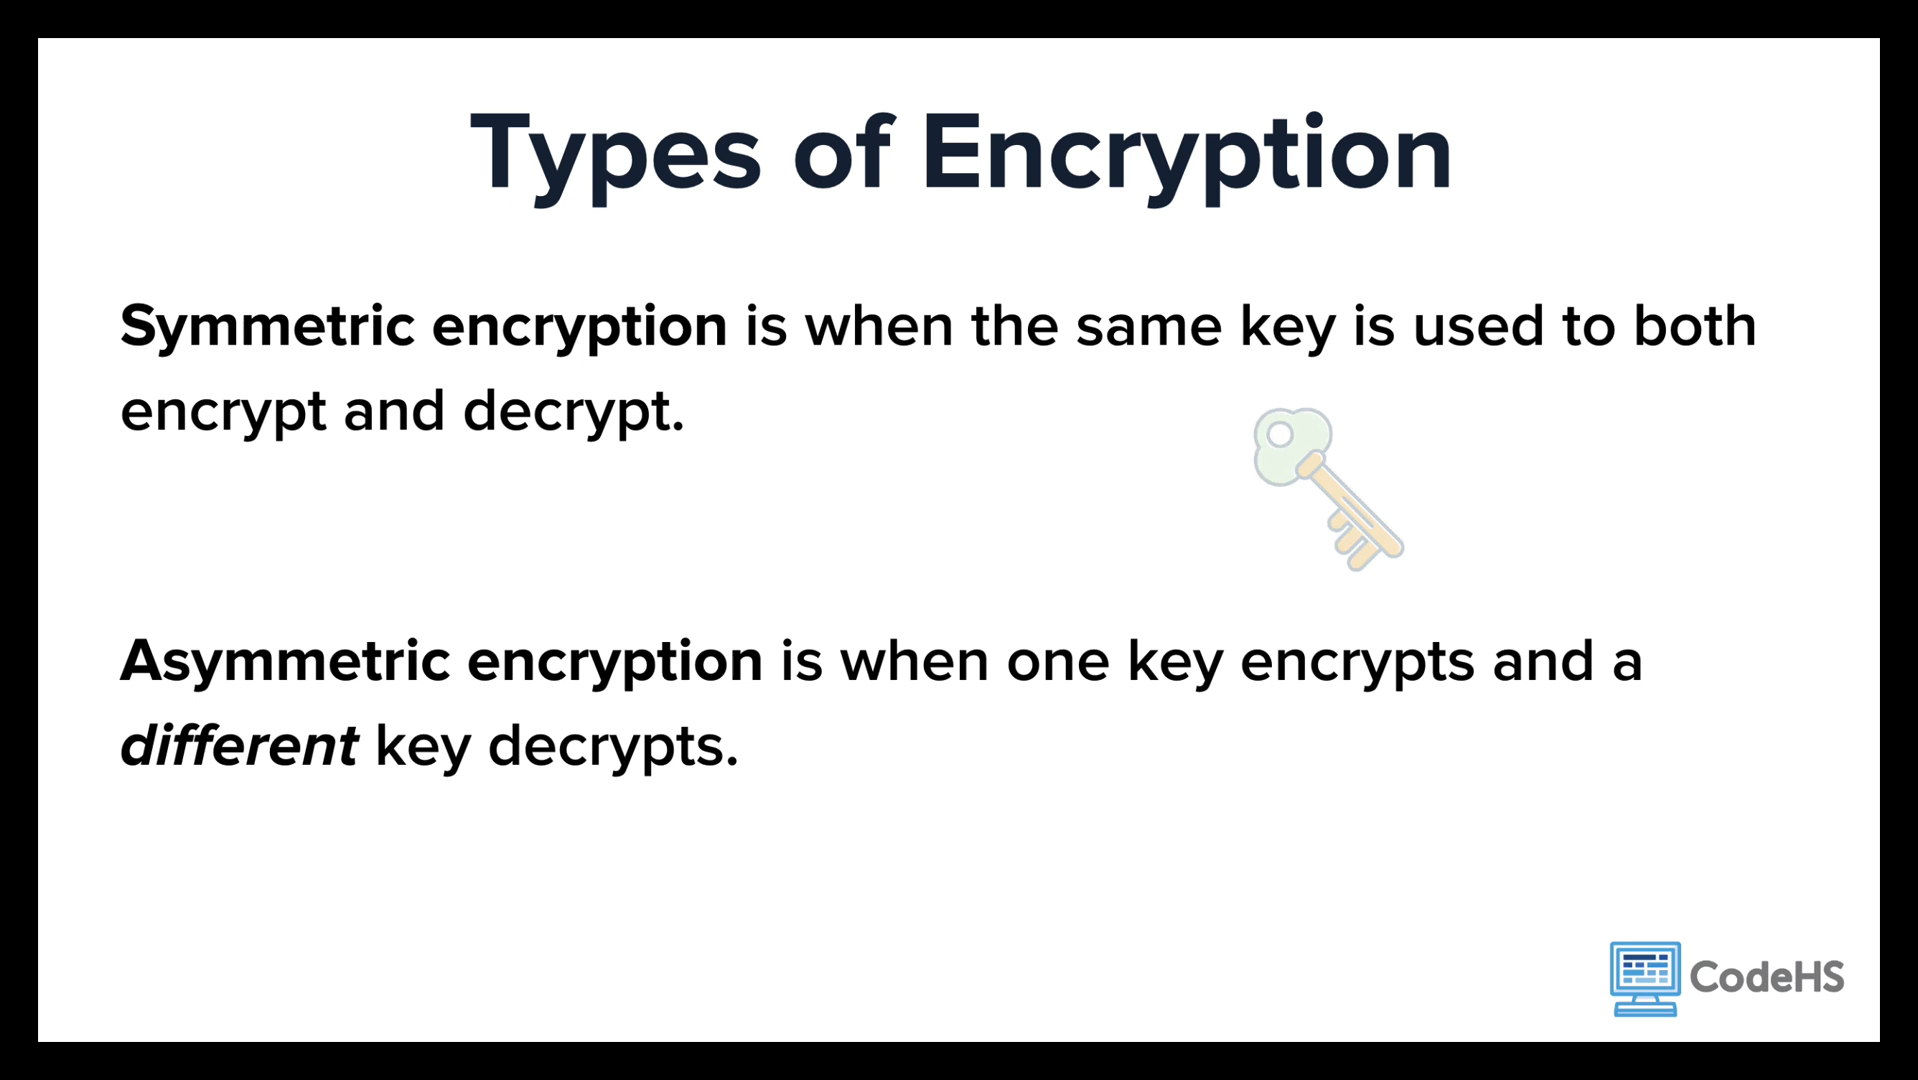 Types of Encryption
Symmetric encryption is when the same key is used to both
encrypt and decrypt.
Asymmetric encryption is when one key encrypts and a
different key decrypts.
CodeHS